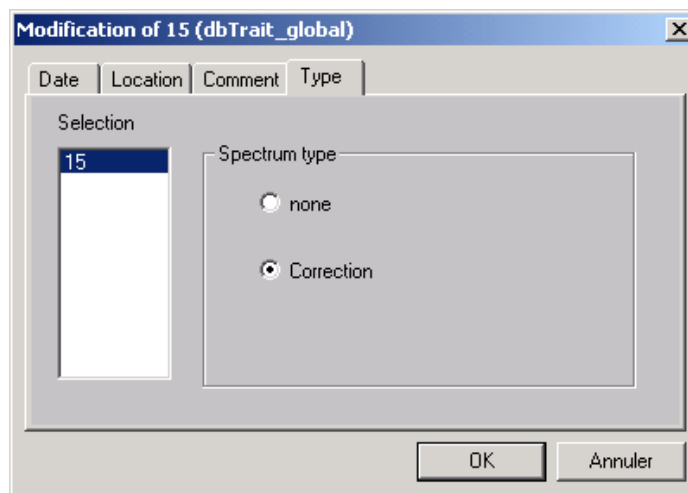 Modification of 15 (dbTrait_global)
Date Location Comment Type
Selection
15
Spectrum type
none
Correction
OK Annuler